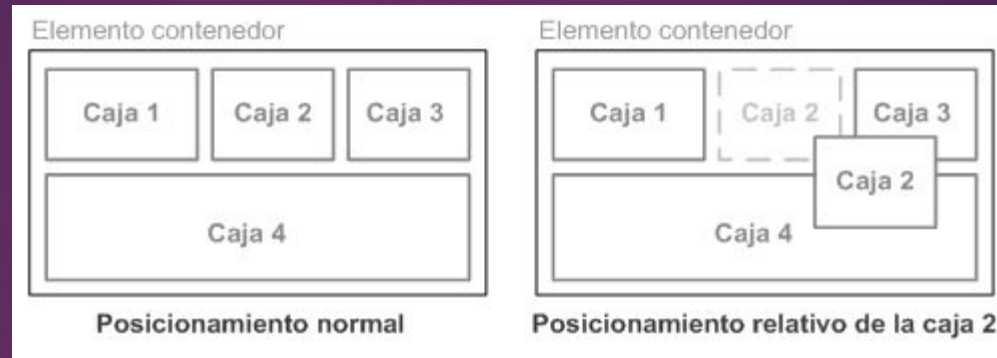 Elemento contenedor
Caja 1
Caja 2
Caja 3
Caja 4
Posicionamiento normal
Elemento contenedor
Caja 1
Caja 2
Caja 3
Caja 2
Caja 4
Posicionamiento relativo de la caja 2